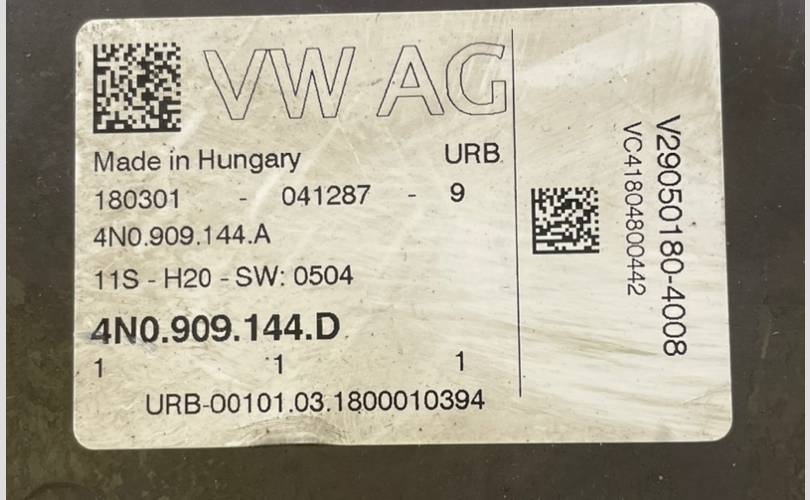 VW AG
Made in Hungary URB
180301 - 041287 - 9
4N0.909.144.A
11S - H20 - SW: 0504
4N0.909.144.D
1 1 1
URB-00101.03.1800010394
V29050180-4008
VC41804800442